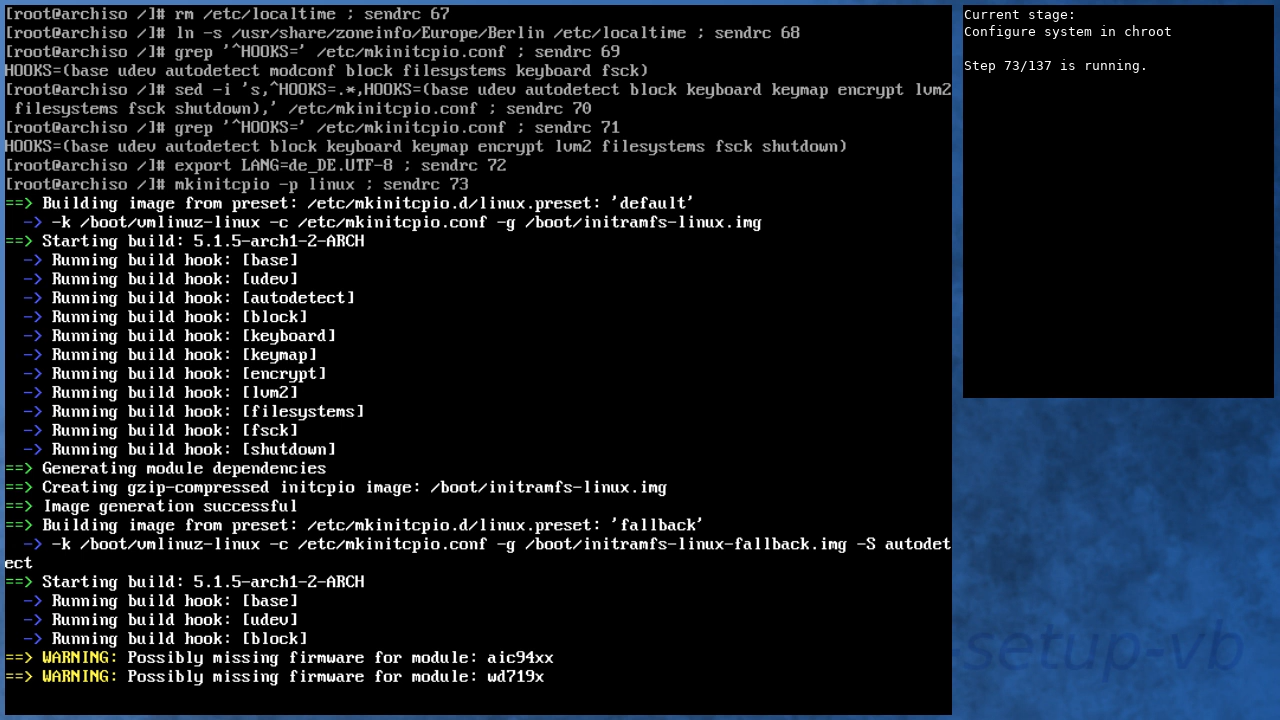 [root@archiso /]# rm /etc/localtime ; sendrc 67
[root@archiso /]# ln -s /usr/share/zoneinfo/Europe/Berlin /etc/localtime ; sendrc 68
[root@archiso /]# grep '^HOOKS=' /etc/mkinitcpio.conf ; sendrc 69
HOOKS=(base udev autodetect modconf block filesystems keyboard fsck)
[root@archiso /]# sed -i 's,^HOOKS=.*,HOOKS=(base udev autodetect block keyboard keymap encrypt lvm2
 filesystems fsck shutdown),' /etc/mkinitcpio.conf ; sendrc 70
[root@archiso /]# grep '^HOOKS=' /etc/mkinitcpio.conf ; sendrc 71
HOOKS=(base udev autodetect block keyboard keymap encrypt lvm2 filesystems fsck shutdown)
[root@archiso /]# export LANG=de_DE.UTF-8 ; sendrc 72
[root@archiso /]# mkinitcpio -p linux ; sendrc 73
==> Building image from preset: /etc/mkinitcpio.d/linux.preset: 'default'
  -> -k /boot/vmlinuz-linux -c /etc/mkinitcpio.conf -g /boot/initramfs-linux.img
==> Starting build: 5.1.5-arch1-2-ARCH
  -> Running build hook: [base]
  -> Running build hook: [udev]
  -> Running build hook: [autodetect]
  -> Running build hook: [block]
  -> Running build hook: [keyboard]
  -> Running build hook: [keymap]
  -> Running build hook: [encrypt]
  -> Running build hook: [lvm2]
  -> Running build hook: [filesystems]
  -> Running build hook: [fsck]
  -> Running build hook: [shutdown]
==> Generating module dependencies
==> Creating gzip-compressed initcpio image: /boot/initramfs-linux.img
==> Image generation successful
==> Building image from preset: /etc/mkinitcpio.d/linux.preset: 'fallback'
  -> -k /boot/vmlinuz-linux -c /etc/mkinitcpio.conf -g /boot/initramfs-linux-fallback.img -S autodet
ect
==> Starting build: 5.1.5-arch1-2-ARCH
  -> Running build hook: [base]
  -> Running build hook: [udev]
  -> Running build hook: [block]
==> WARNING: Possibly missing firmware for module: aic94xx
==> WARNING: Possibly missing firmware for module: wd719x
Current stage:
Configure system in chroot
Step 73/137 is running.
-setup-vb